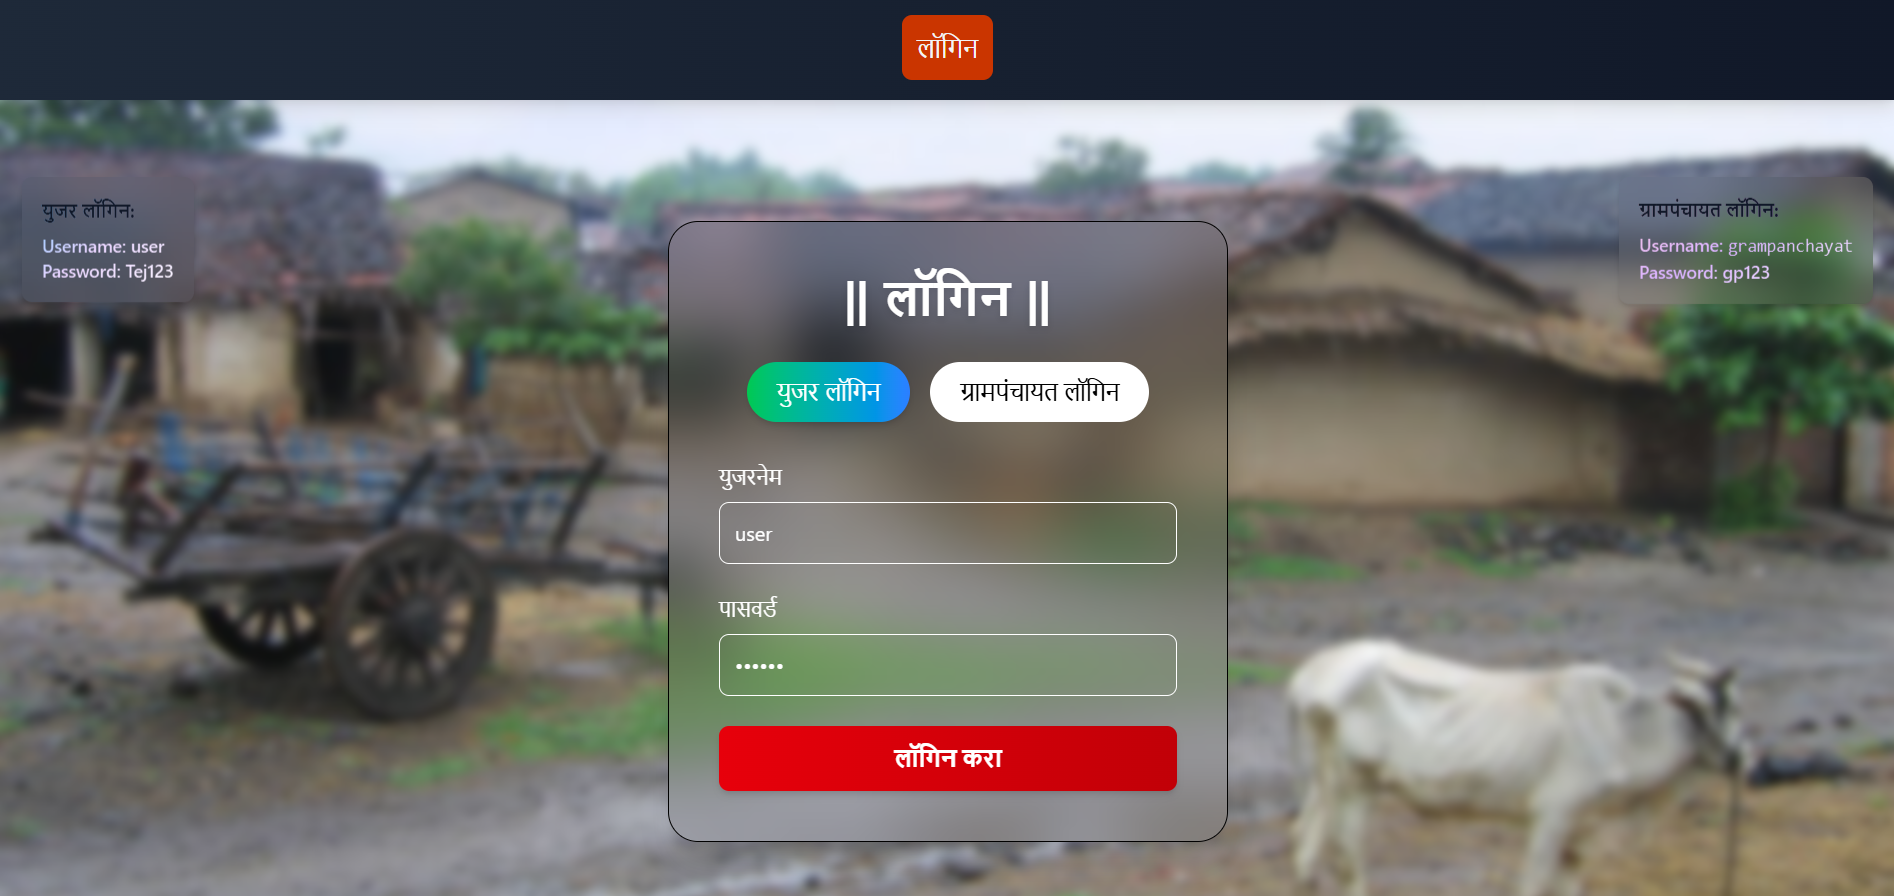 लॉगिन
युजर लॉगिन:
Username: user
Password: Tej123
ग्रामपंचायत लॉगिन:
Username: grampanchayat
Password: gp123
|| लॉगिन ||
युजर लॉगिन
ग्रामपंचायत लॉगिन
युजरनेम
user
पासवर्ड
••••••
लॉगिन करा